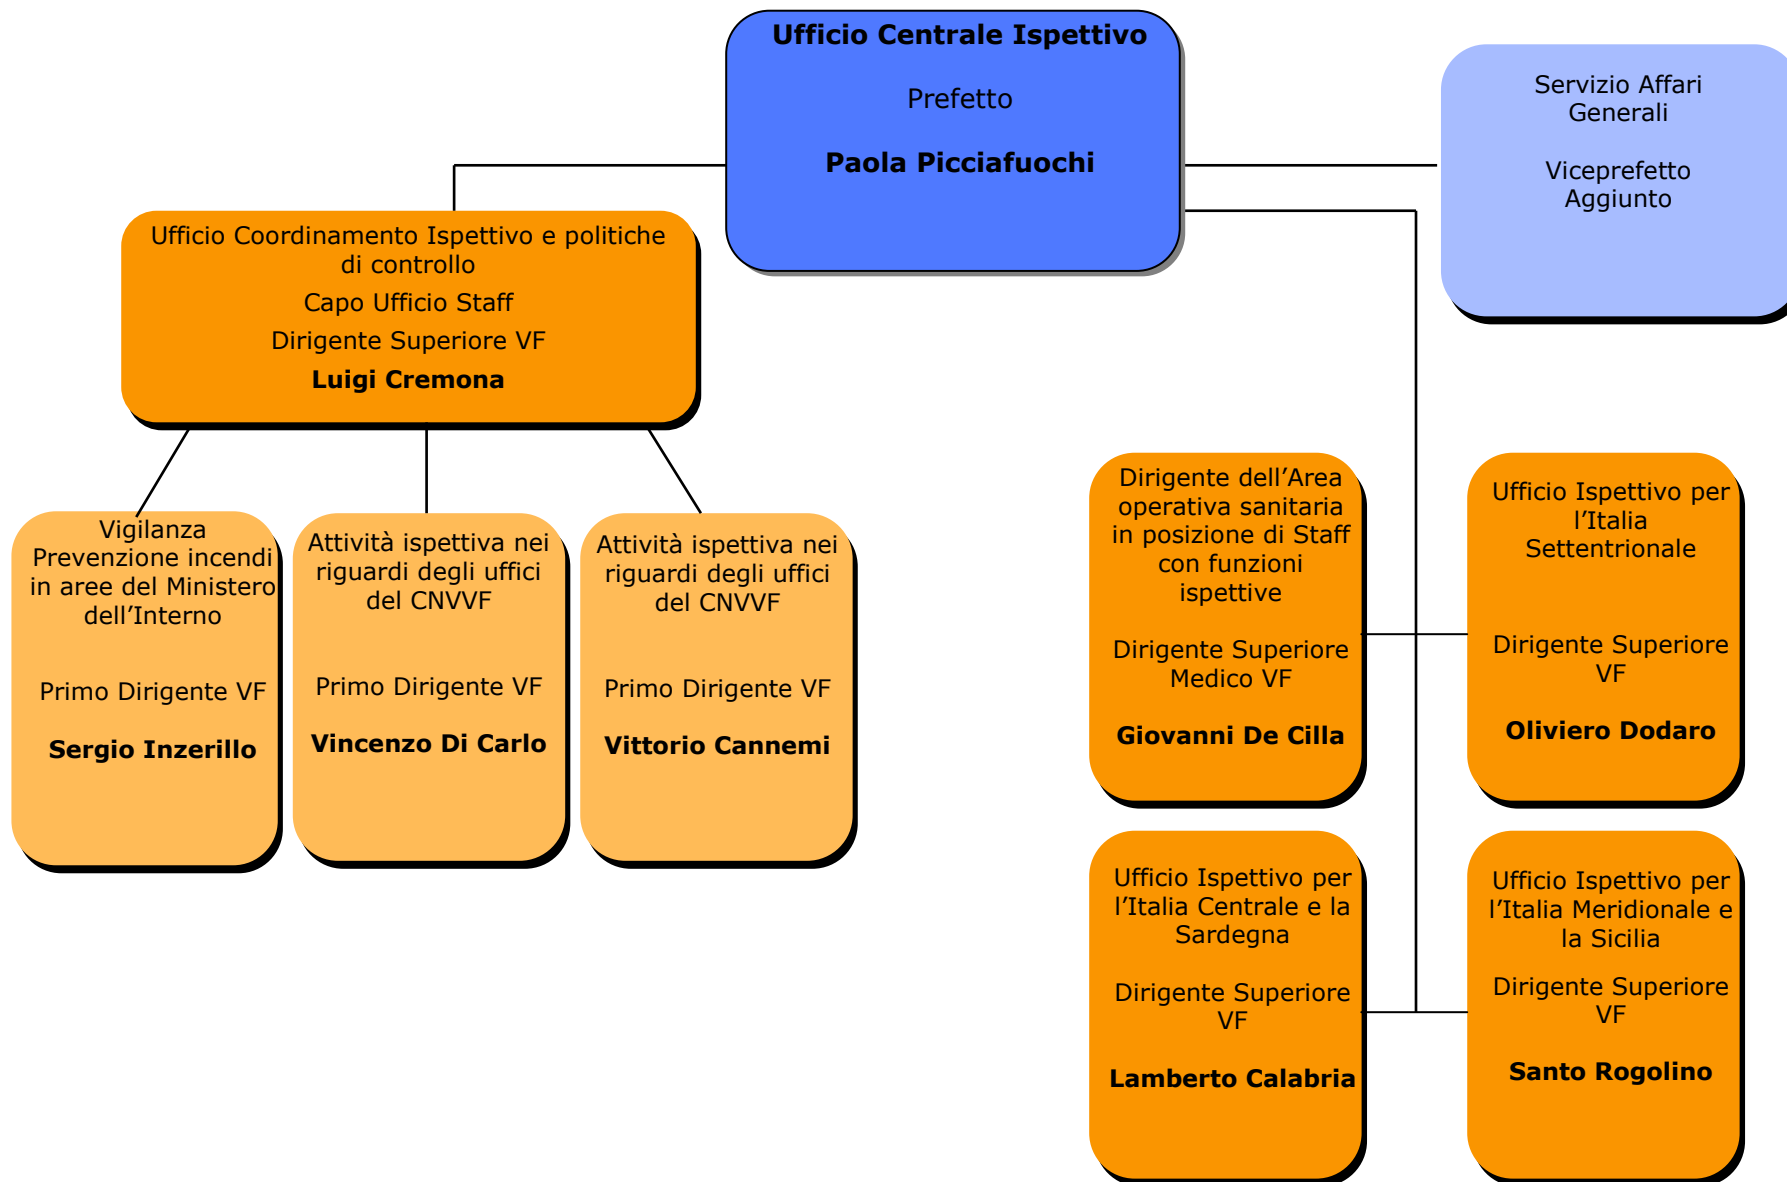 Ufficio Centrale Ispettivo
Prefetto
Paola Picciafuochi
Servizio Affari
Generali
Viceprefetto
Aggiunto
Ufficio Coordinamento Ispettivo e politiche
di controllo
Capo Ufficio Staff
Dirigente Superiore VF
Luigi Cremona
Vigilanza
Prevenzione incendi
in aree del Ministero
dell’Interno
Primo Dirigente VF
Sergio Inzerillo
Attività ispettiva nei
riguardi degli uffici
del CNVVF
Primo Dirigente VF
Vincenzo Di Carlo
Attività ispettiva nei
riguardi degli uffici
del CNVVF
Primo Dirigente VF
Vittorio Cannemi
Dirigente dell’Area
operativa sanitaria
in posizione di Staff
con funzioni
ispettive
Dirigente Superiore
Medico VF
Giovanni De Cilla
Ufficio Ispettivo per
l’Italia
Settentrionale
Dirigente Superiore
VF
Oliviero Dodaro
Ufficio Ispettivo per
l’Italia Centrale e la
Sardegna
Dirigente Superiore
VF
Lamberto Calabria
Ufficio Ispettivo per
l’Italia Meridionale e
la Sicilia
Dirigente Superiore
VF
Santo Rogolino